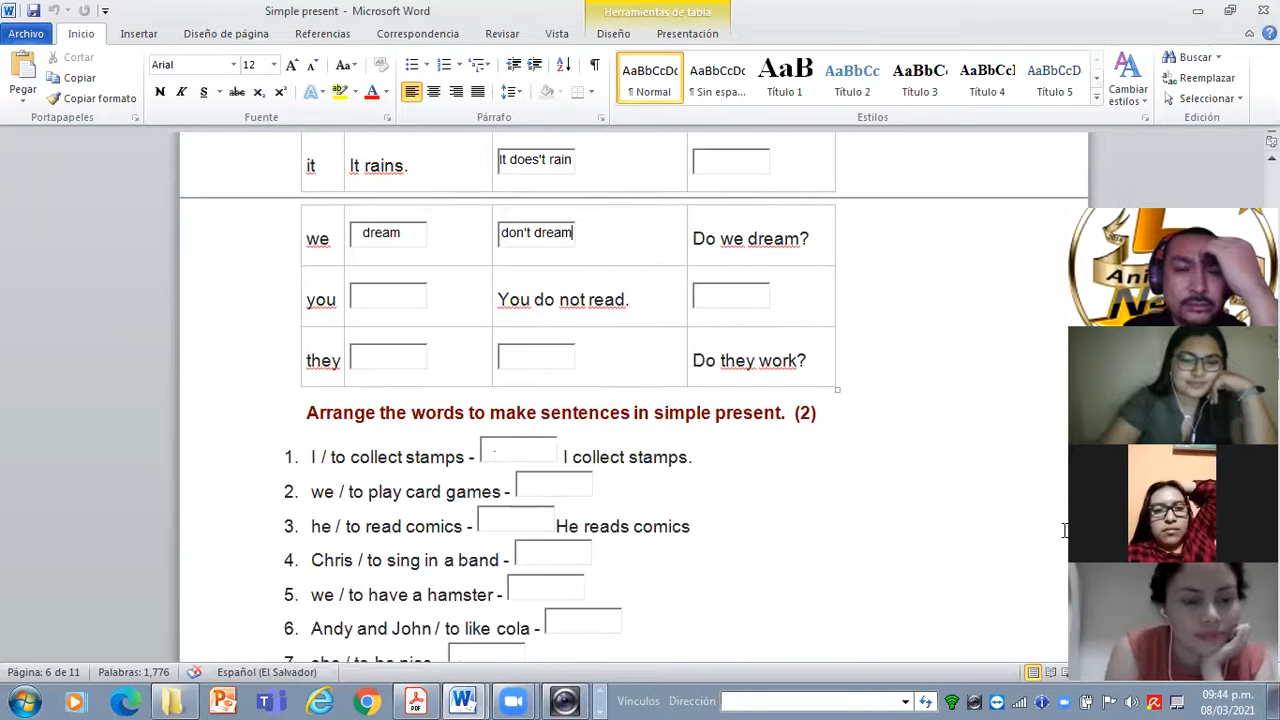 Simple present - Microsoft Word
Herramientas de tabla
Archivo Inicio Insertar Diseño de página Referencias Correspondencia Revisar Vista Diseño Presentación
Pegar
Cortar
Copiar
Copiar formato
Portapapeles
Arial 12
Fuente
Párrafo
AaBbCcDc AaBbCcDc AaB AaBbCc AaBbC AaBbCcI AaBbCcD
¶ Normal ¶ Sin espa... Título 1 Título 2 Título 3 Título 4 Título 5
Cambiar estilos
Estilos
Buscar
Reemplazar
Seleccionar
Edición
it It rains. It does't rain
we dream don't dream Do we dream?
you You do not read.
they Do they work?
Arrange the words to make sentences in simple present. (2)
1. I / to collect stamps - . I collect stamps.
2. we / to play card games -
3. he / to read comics - He reads comics
4. Chris / to sing in a band -
5. we / to have a hamster -
6. Andy and John / to like cola -
7. she / to be nice -
Página: 6 de 11 Palabras: 1,776 Español (El Salvador)
Vínculos Dirección
09:44 p.m.
08/03/2021